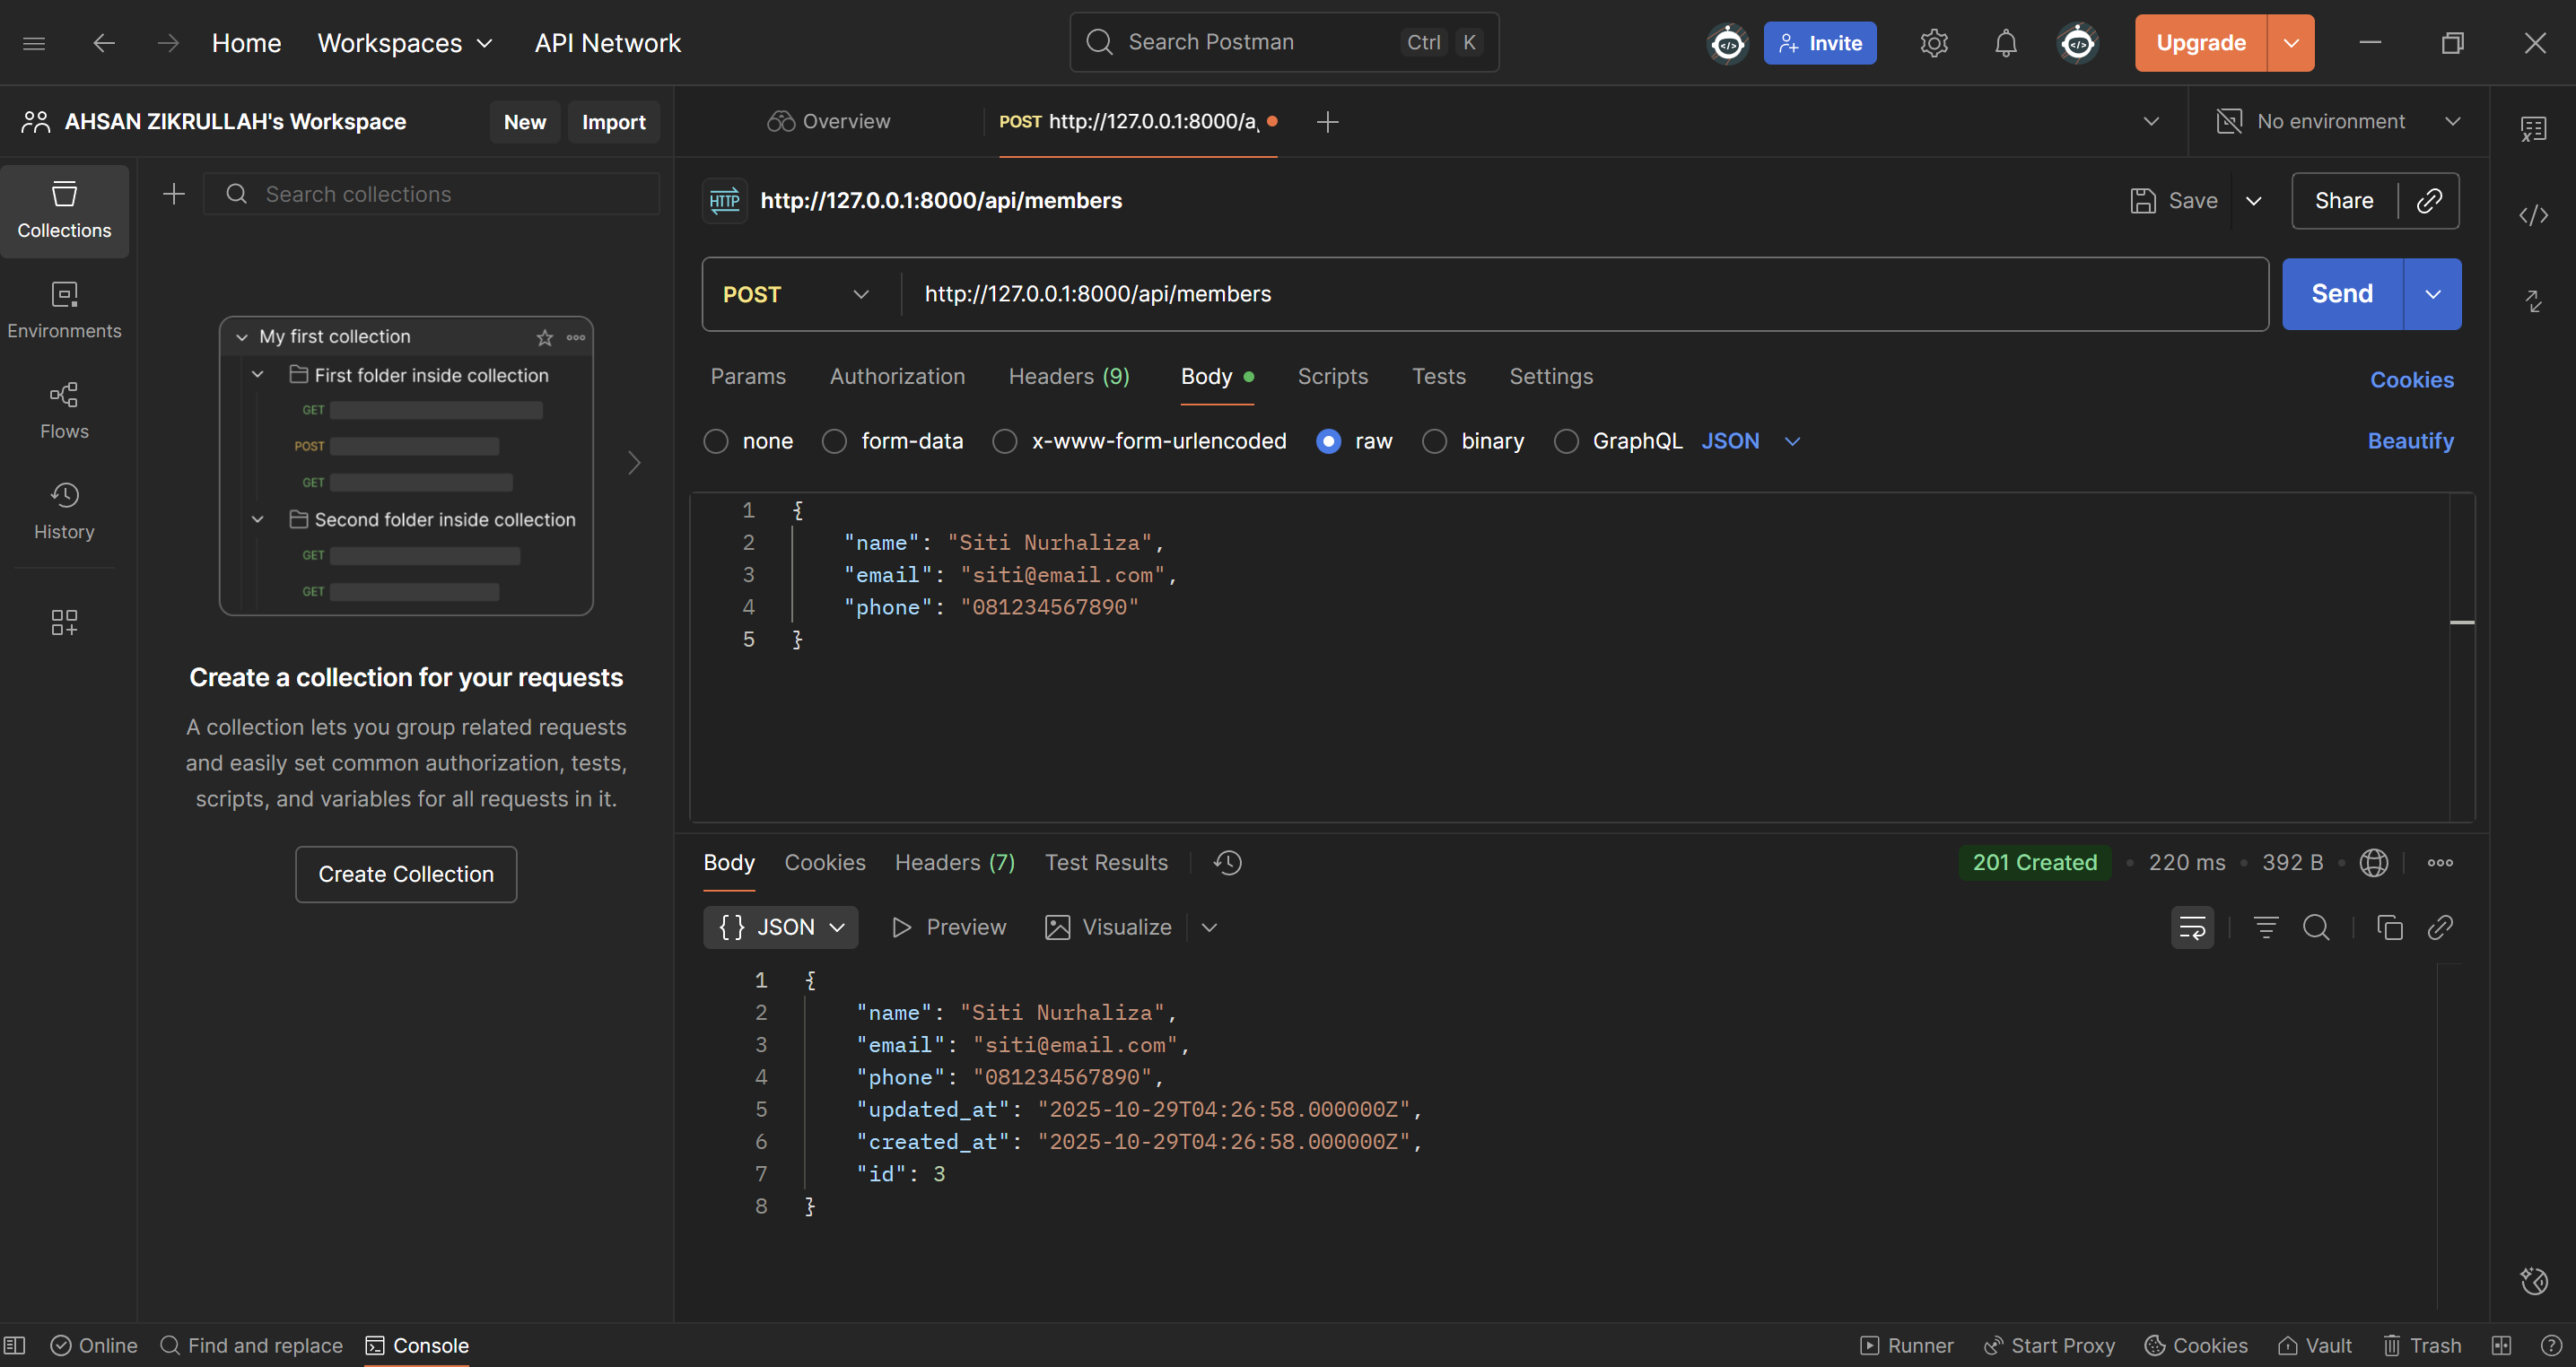 Home Workspaces API Network Search Postman Ctrl K Invite Upgrade
AHSAN ZIKRULLAH's Workspace New Import Overview POST http://127.0.0.1:8000/a No environment
Collections
Search collections
http://127.0.0.1:8000/api/members Save Share
Environments
POST http://127.0.0.1:8000/api/members Send
Flows
History
My first collection
First folder inside collection
GET
POST
GET
Second folder inside collection
GET
GET
Create a collection for your requests
A collection lets you group related requests
and easily set common authorization, tests,
scripts, and variables for all requests in it.
Create Collection
Params Authorization Headers (9) Body Scripts Tests Settings Cookies
none form-data x-www-form-urlencoded raw binary GraphQL JSON Beautify
1 {
2 "name": "Siti Nurhaliza",
3 "email": "siti@email.com",
4 "phone": "081234567890"
5 }
Body Cookies Headers (7) Test Results 201 Created 220 ms 392 B
{} JSON Preview Visualize
1 {
2 "name": "Siti Nurhaliza",
3 "email": "siti@email.com",
4 "phone": "081234567890",
5 "updated_at": "2025-10-29T04:26:58.000000Z",
6 "created_at": "2025-10-29T04:26:58.000000Z",
7 "id": 3
8 }
Online Find and replace Console Runner Start Proxy Cookies Vault Trash